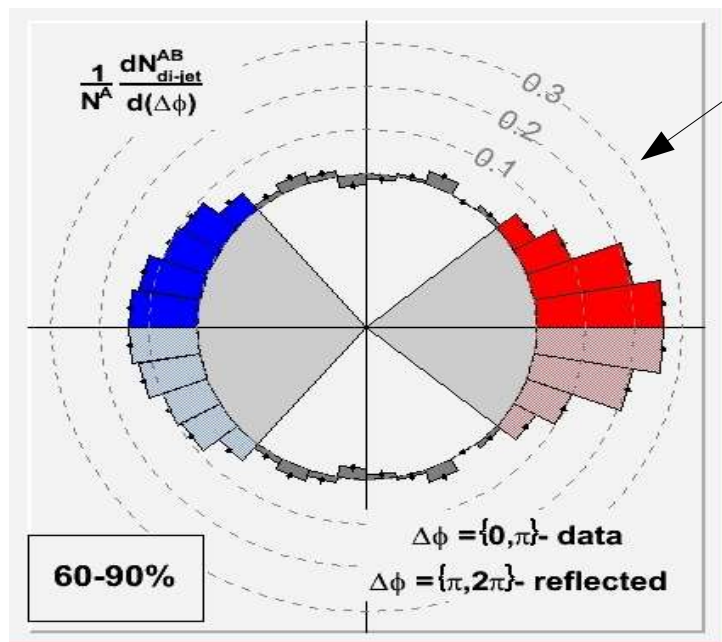 1 dN^AB_di-jet
N^A d(Δϕ)
0.3
0.2
0.1
Δϕ ={0,π}- data
60-90%
Δϕ ={π,2π}- reflected